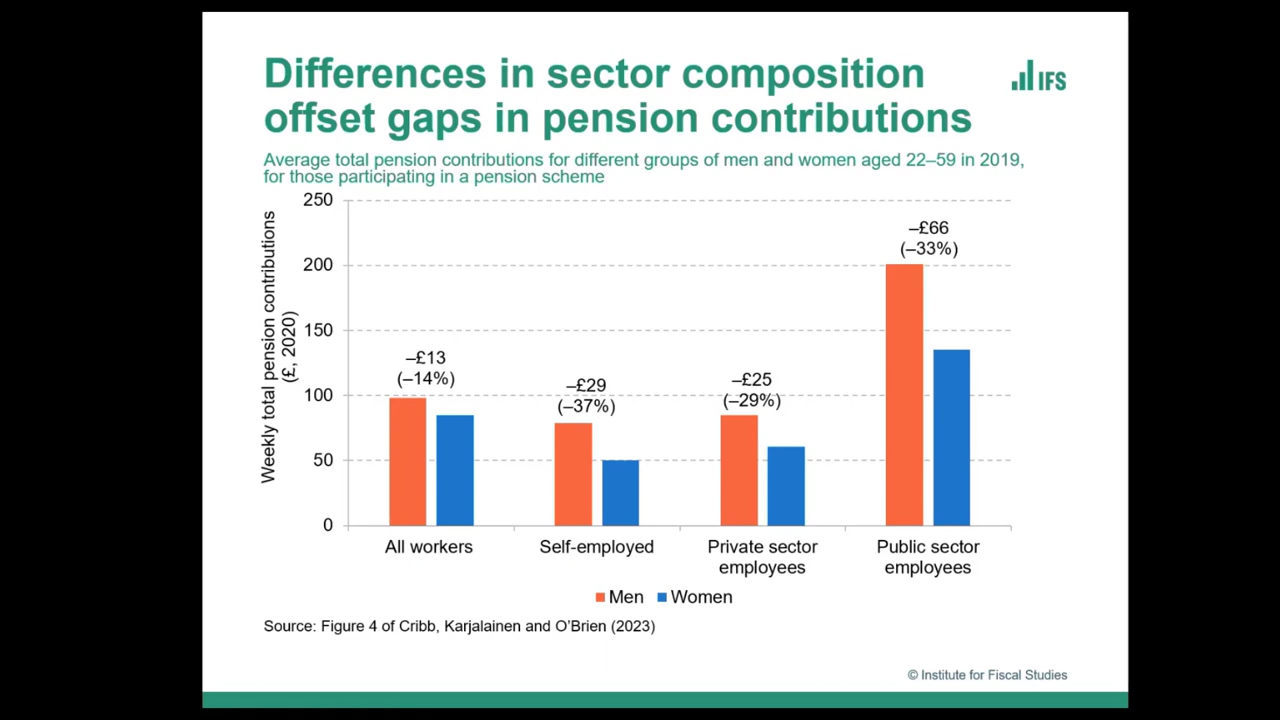 Differences in sector composition
offset gaps in pension contributions
IFS
Average total pension contributions for different groups of men and women aged 22–59 in 2019,
for those participating in a pension scheme
Weekly total pension contributions
(£, 2020)
250
200
150
100
50
0
–£13
(–14%)
–£29
(–37%)
–£25
(–29%)
–£66
(–33%)
All workers
Self-employed
Private sector
employees
Public sector
employees
Men Women
Source: Figure 4 of Cribb, Karjalainen and O’Brien (2023)
© Institute for Fiscal Studies